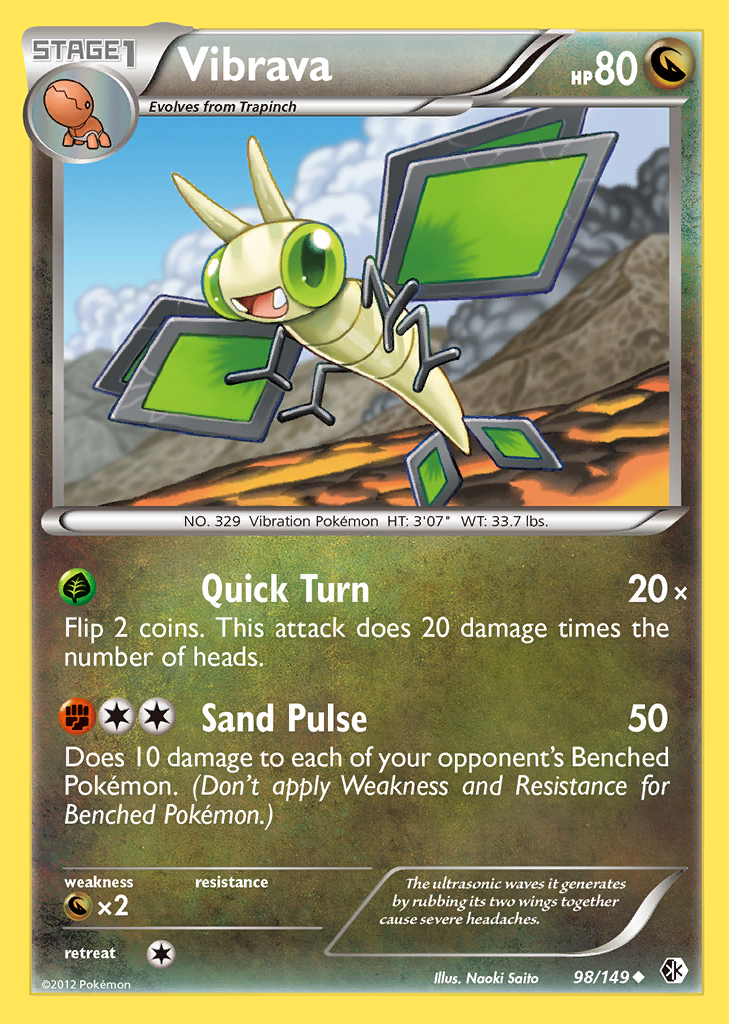 STAGE1
Vibrava
HP80
Evolves from Trapinch
NO. 329 Vibration Pokémon HT: 3'07" WT: 33.7 lbs.
Quick Turn 20×
Flip 2 coins. This attack does 20 damage times the
number of heads.
Sand Pulse 50
Does 10 damage to each of your opponent's Benched
Pokémon. (Don't apply Weakness and Resistance for
Benched Pokémon.)
weakness resistance
×2
retreat
The ultrasonic waves it generates
by rubbing its two wings together
cause severe headaches.
©2012 Pokémon
Illus. Naoki Saito 98/149